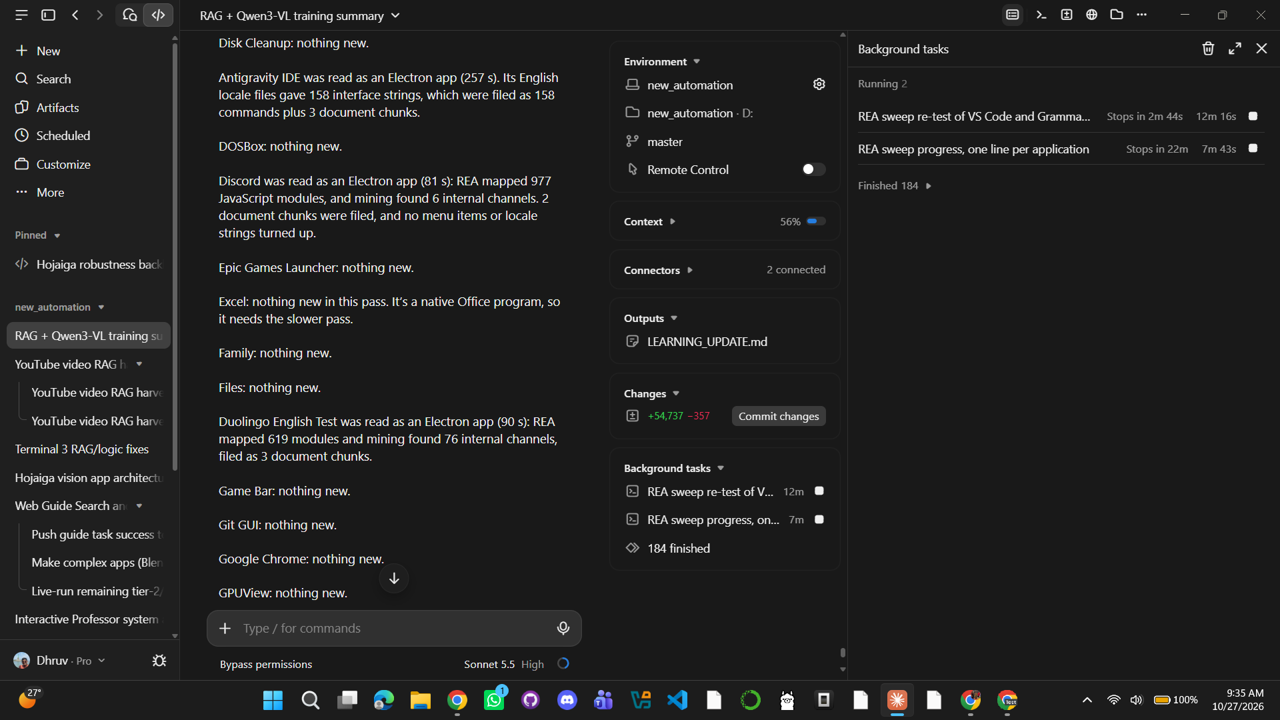 RAG + Qwen3-VL training summary
New
Search
Artifacts
Scheduled
Customize
More
Pinned
Hojaiga robustness back
new_automation
RAG + Qwen3-VL training su
YouTube video RAG h
YouTube video RAG harve
YouTube video RAG harve
Terminal 3 RAG/logic fixes
Hojaiga vision app architectu
Web Guide Search an
Push guide task success t
Make complex apps (Blen
Live-run remaining tier-2/
Interactive Professor system
Dhruv · Pro
Disk Cleanup: nothing new.
Antigravity IDE was read as an Electron app (257 s). Its English
locale files gave 158 interface strings, which were filed as 158
commands plus 3 document chunks.
DOSBox: nothing new.
Discord was read as an Electron app (81 s): REA mapped 977
JavaScript modules, and mining found 6 internal channels. 2
document chunks were filed, and no menu items or locale
strings turned up.
Epic Games Launcher: nothing new.
Excel: nothing new in this pass. It's a native Office program, so
it needs the slower pass.
Family: nothing new.
Files: nothing new.
Duolingo English Test was read as an Electron app (90 s): REA
mapped 619 modules and mining found 76 internal channels,
filed as 3 document chunks.
Game Bar: nothing new.
Git GUI: nothing new.
Google Chrome: nothing new.
GPUView: nothing new.
Type / for commands
Bypass permissions
Sonnet 5.5 High
Environment
new_automation
new_automation · D:
master
Remote Control
Context 56%
Connectors 2 connected
Outputs
LEARNING_UPDATE.md
Changes
+54,737 −357 Commit changes
Background tasks
REA sweep re-test of V... 12m
REA sweep progress, on... 7m
184 finished
Background tasks
Running 2
REA sweep re-test of VS Code and Gramma... Stops in 2m 44s 12m 16s
REA sweep progress, one line per application Stops in 22m 7m 43s
Finished 184
27°
1
100%
9:35 AM
10/27/2026